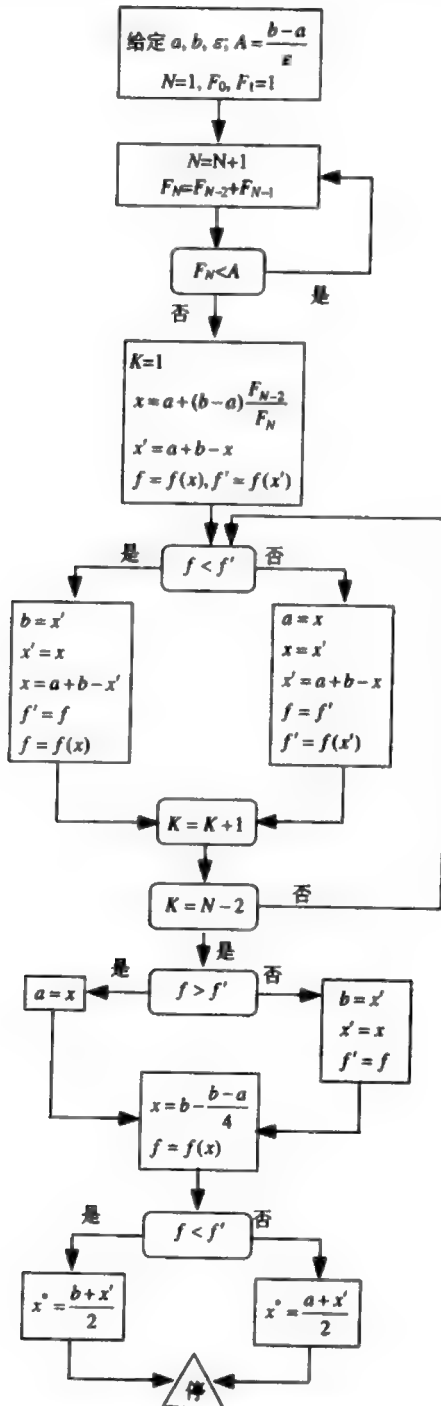 给定 a, b, ε; A = (b−a)/ε
N=1, F₀, F₁=1
N=N+1
F_N=F_{N−2}+F_{N−1}
F_N<A
是
否
K=1
x = a + (b−a) F_{N−2}/F_N
x′ = a + b − x
f = f(x), f′ = f(x′)
是
f < f′
否
b = x′
x′ = x
x = a + b − x′
f′ = f
f = f(x)
a = x
x = x′
x′ = a + b − x
f = f′
f′ = f(x′)
K = K + 1
K = N − 2
否
是
是
f > f′
否
a = x
b = x′
x′ = x
f′ = f
x = b − (b−a)/4
f = f(x)
是
f < f′
否
x* = (b + x′)/2
x* = (a + x′)/2
停